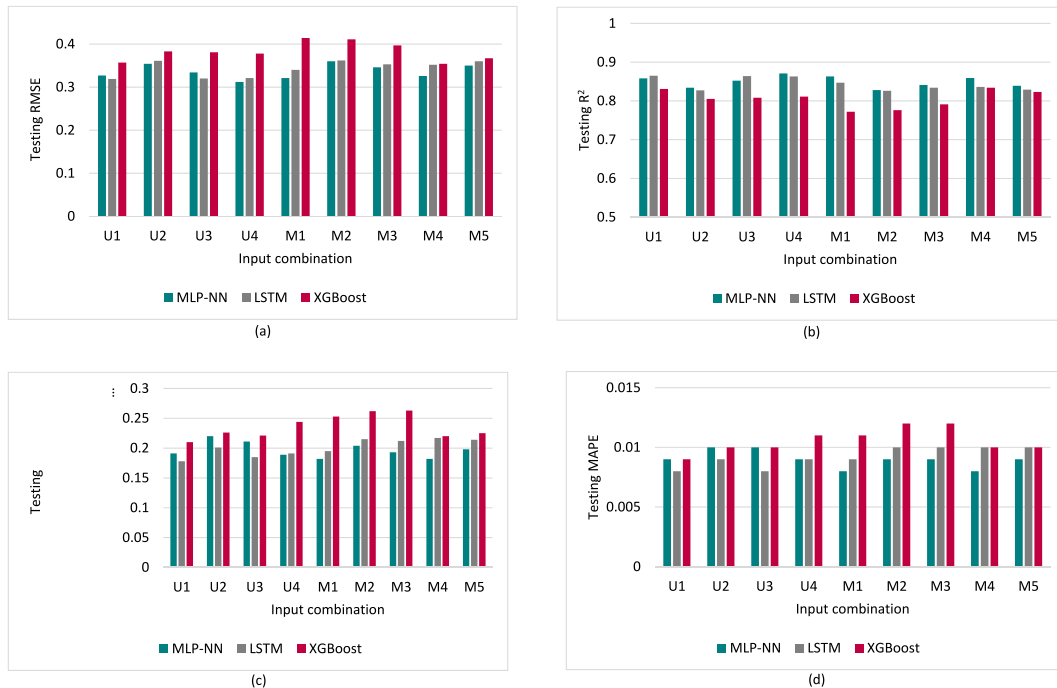 Testing RMSE
0.4
0.3
0.2
0.1
0
U1 U2 U3 U4 M1 M2 M3 M4 M5
Input combination
MLP-NN LSTM XGBoost
(a)
Testing R²
1
0.9
0.8
0.7
0.6
0.5
U1 U2 U3 U4 M1 M2 M3 M4 M5
Input combination
MLP-NN LSTM XGBoost
(b)
Testing
...
0.3
0.25
0.2
0.15
0.1
0.05
0
U1 U2 U3 U4 M1 M2 M3 M4 M5
Input combination
MLP-NN LSTM XGBoost
(c)
Testing MAPE
0.015
0.010
0.005
0
U1 U2 U3 U4 M1 M2 M3 M4 M5
Input combination
MLP-NN LSTM XGBoost
(d)